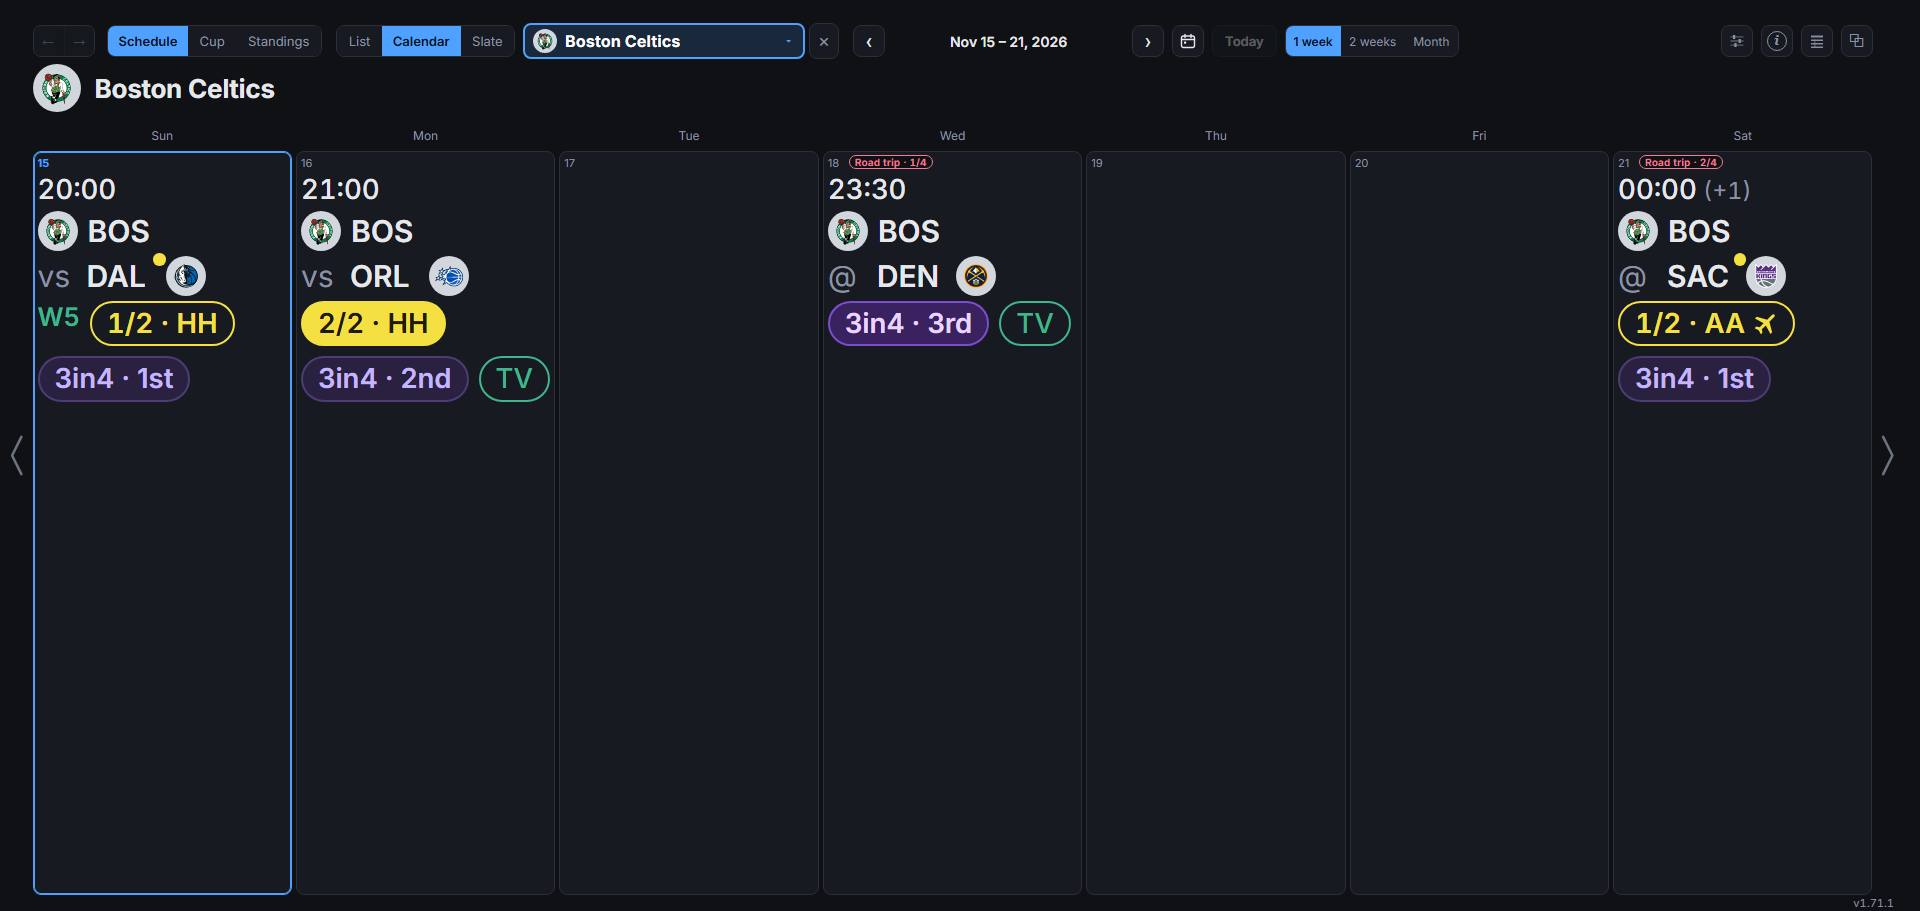 ← → Schedule Cup Standings List Calendar Slate Boston Celtics × ‹ Nov 15 – 21, 2026 › Today 1 week 2 weeks Month
Boston Celtics
Sun Mon Tue Wed Thu Fri Sat
15
20:00
BOS
vs DAL
W5 1/2 · HH
3in4 · 1st
16
21:00
BOS
vs ORL
2/2 · HH
3in4 · 2nd TV
17
18 Road trip · 1/4
23:30
BOS
@ DEN
3in4 · 3rd TV
19
20
21 Road trip · 2/4
00:00 (+1)
BOS
@ SAC
1/2 · AA
3in4 · 1st
v1.71.1